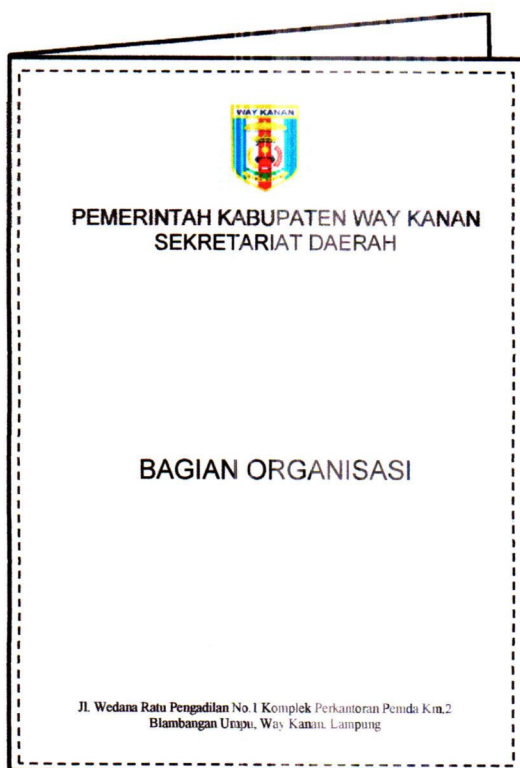 WAY KANAN
PEMERINTAH KABUPATEN WAY KANAN
SEKRETARIAT DAERAH
BAGIAN ORGANISASI
Jl. Wedana Ratu Pengadilan No.1 Komplek Perkantoran Pemda Km.2
Blambangan Umpu, Way Kanan. Lampung